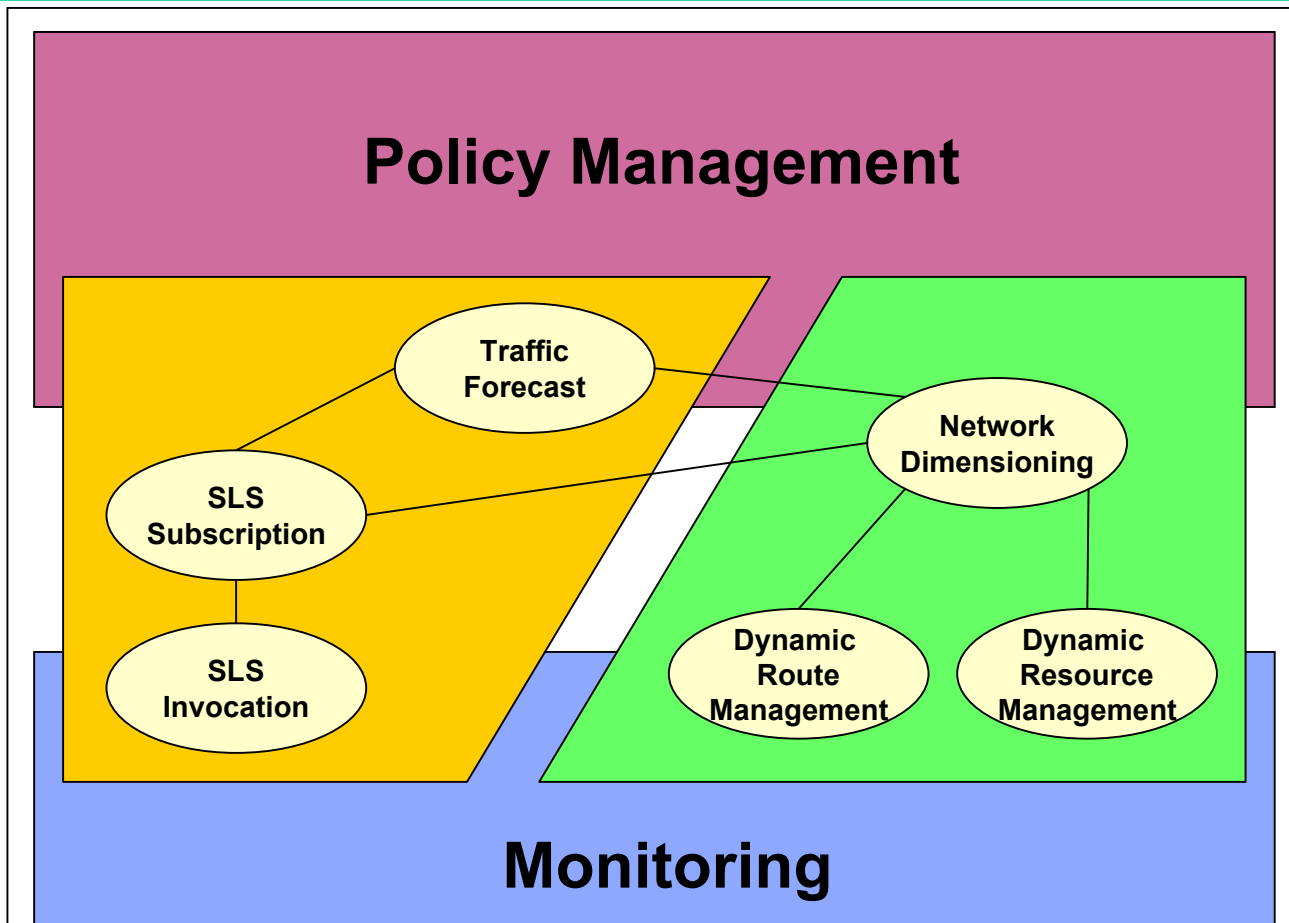 Policy Management
Traffic
Forecast
Network
Dimensioning
SLS
Subscription
SLS
Invocation
Dynamic
Route
Management
Dynamic
Resource
Management
Monitoring